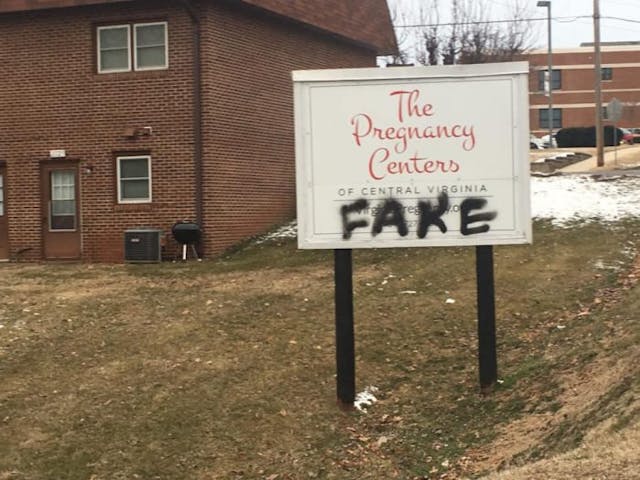 The
Pregnancy
Centers
OF CENTRAL VIRGINIA
FAKE